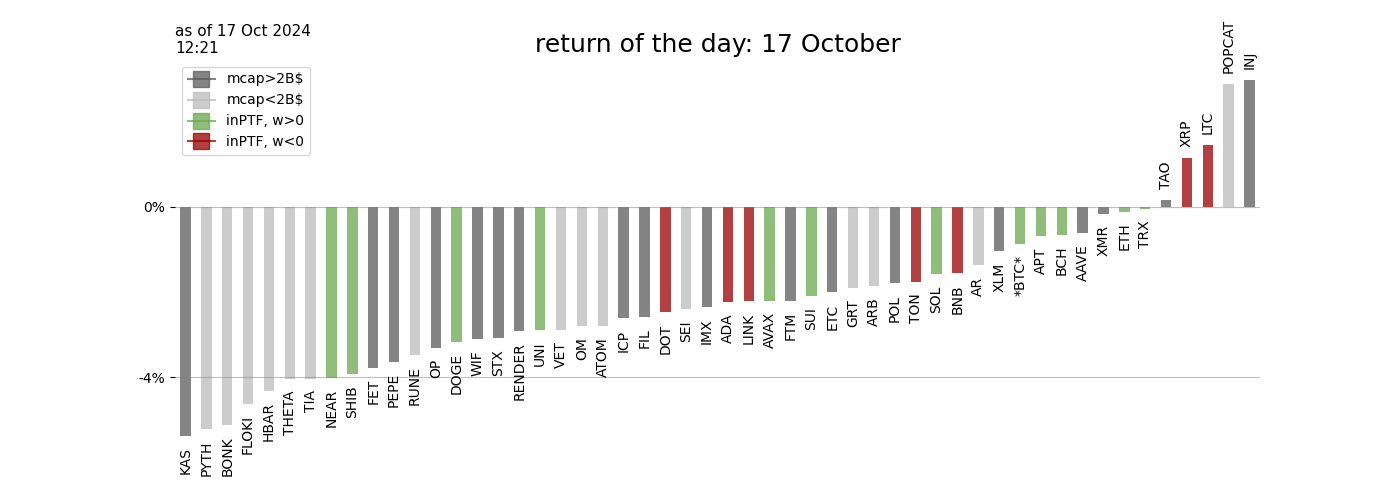 as of 17 Oct 2024
12:21
return of the day: 17 October
mcap>2B$
mcap<2B$
inPTF, w>0
inPTF, w<0
0%
-4%
KAS
PYTH
BONK
FLOKI
HBAR
THETA
TIA
NEAR
SHIB
FET
PEPE
RUNE
OP
DOGE
WIF
STX
RENDER
UNI
VET
OM
ATOM
ICP
FIL
DOT
SEI
IMX
ADA
LINK
AVAX
FTM
SUI
ETC
GRT
ARB
POL
TON
SOL
BNB
AR
XLM
*BTC*
APT
BCH
AAVE
XMR
ETH
TRX
TAO
XRP
LTC
POPCAT
INJ